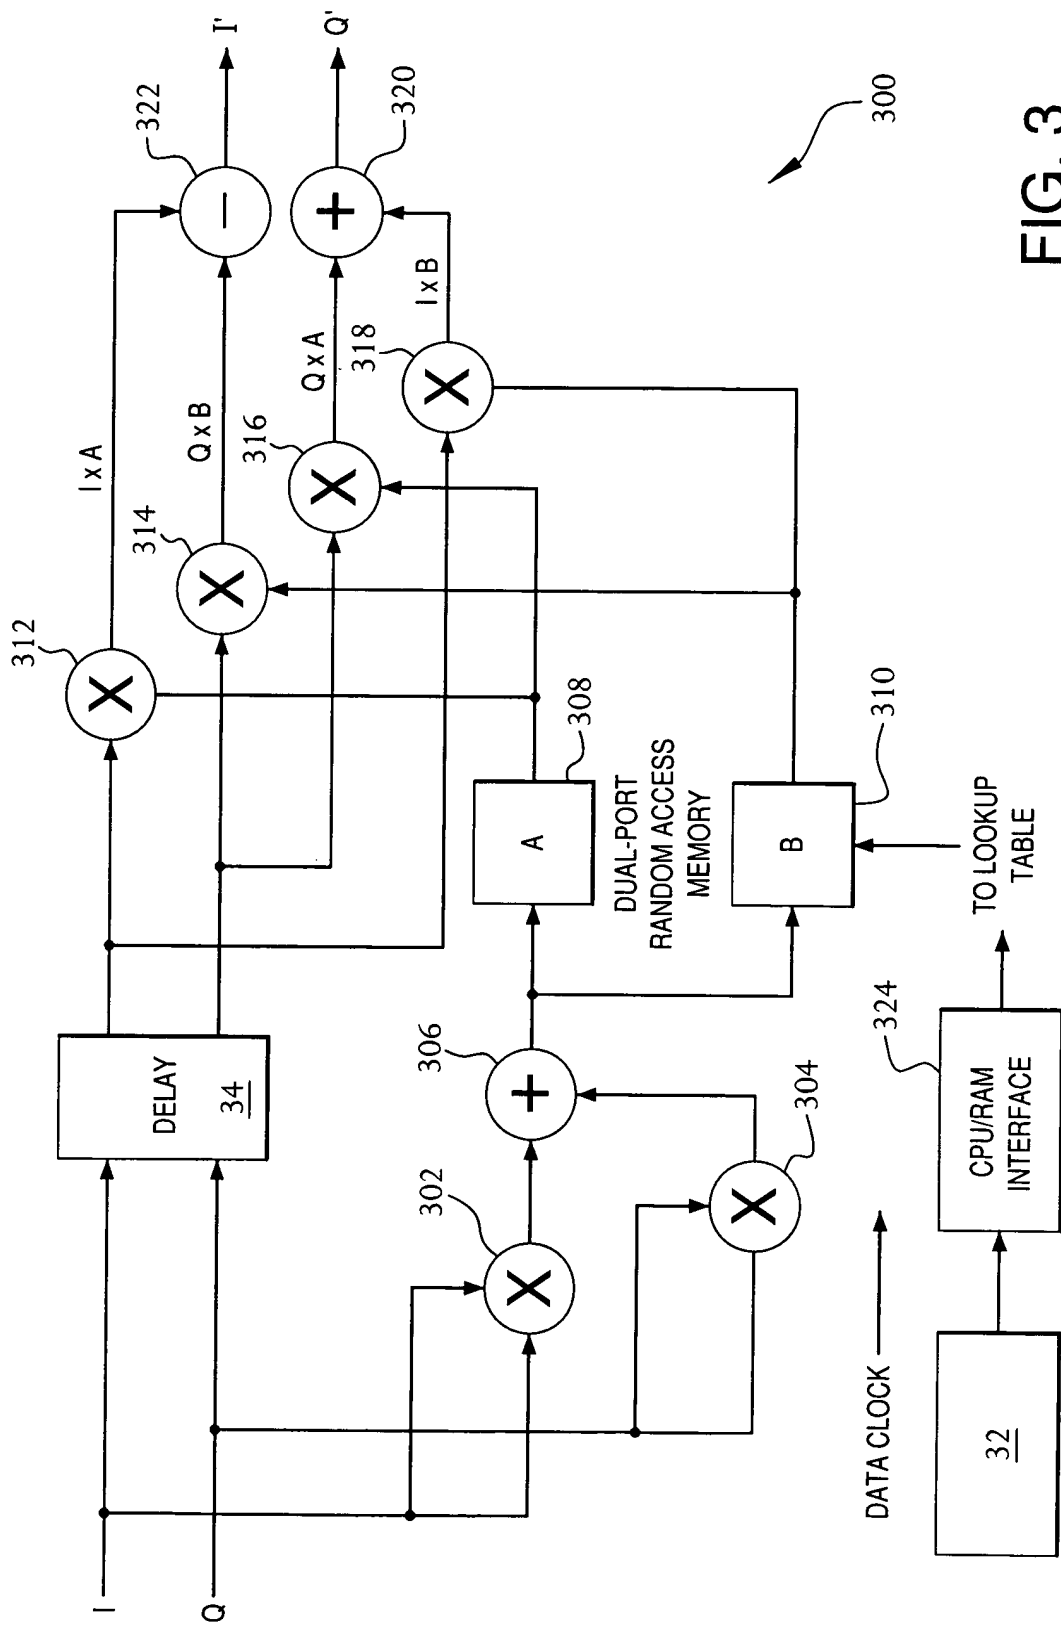 I
Q
DELAY
34
312
X
I x A
314
X
Q x B
316
X
Q x A
318
X
I x B
322
−
I'
320
+
Q'
302
X
304
X
306
+
A
308
DUAL-PORT
RANDOM ACCESS
MEMORY
B
310
TO LOOKUP
TABLE
DATA CLOCK
32
CPU/RAM
INTERFACE
324
300
FIG. 3